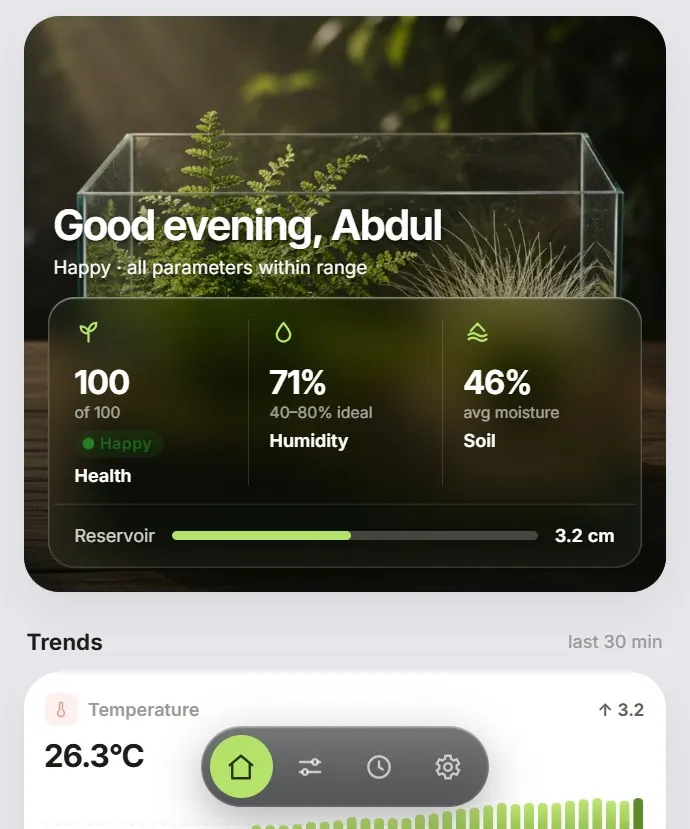 Good evening, Abdul
Happy · all parameters within range
100
of 100
Happy
Health
71%
40–80% ideal
Humidity
46%
avg moisture
Soil
Reservoir
3.2 cm
Trends
last 30 min
Temperature
↑ 3.2
26.3°C